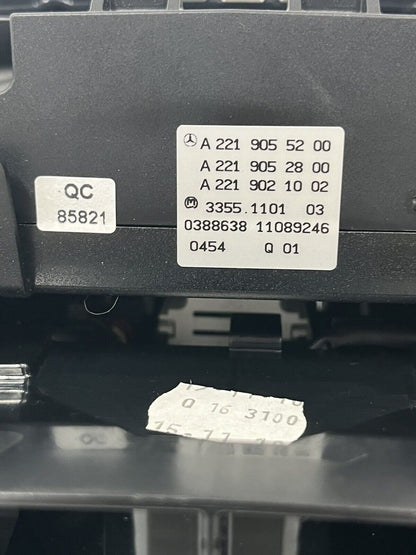 A 221 905 52 00
A 221 905 28 00
A 221 902 10 02
M 3355.1101 03
0388638 11089246
0454 Q 01
QC
85821
Q 16 3100
QC